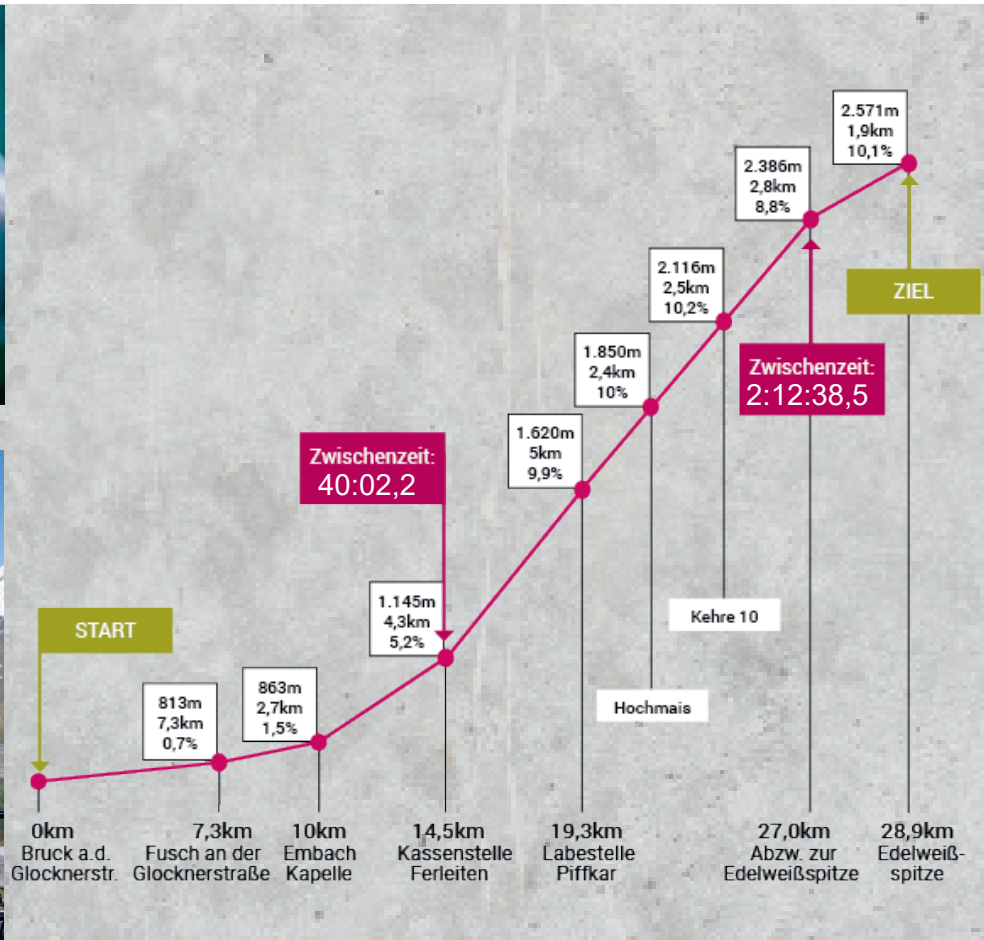 2.571m
1,9km
10,1%
2.386m
2,8km
8,8%
2.116m
2,5km
10,2%
ZIEL
1.850m
2,4km
10%
Zwischenzeit:
2:12:38,5
1.620m
5km
9,9%
Zwischenzeit:
40:02,2
1.145m
4,3km
5,2%
START
Kehre 10
863m
2,7km
1,5%
813m
7,3km
0,7%
Hochmais
0km
Bruck a.d.
Glocknerstr.
7,3km
Fusch an der
Glocknerstraße
10km
Embach
Kapelle
14,5km
Kassenstelle
Ferleiten
19,3km
Labestelle
Piffkar
27,0km
Abzw. zur
Edelweißspitze
28,9km
Edelweiß-
spitze